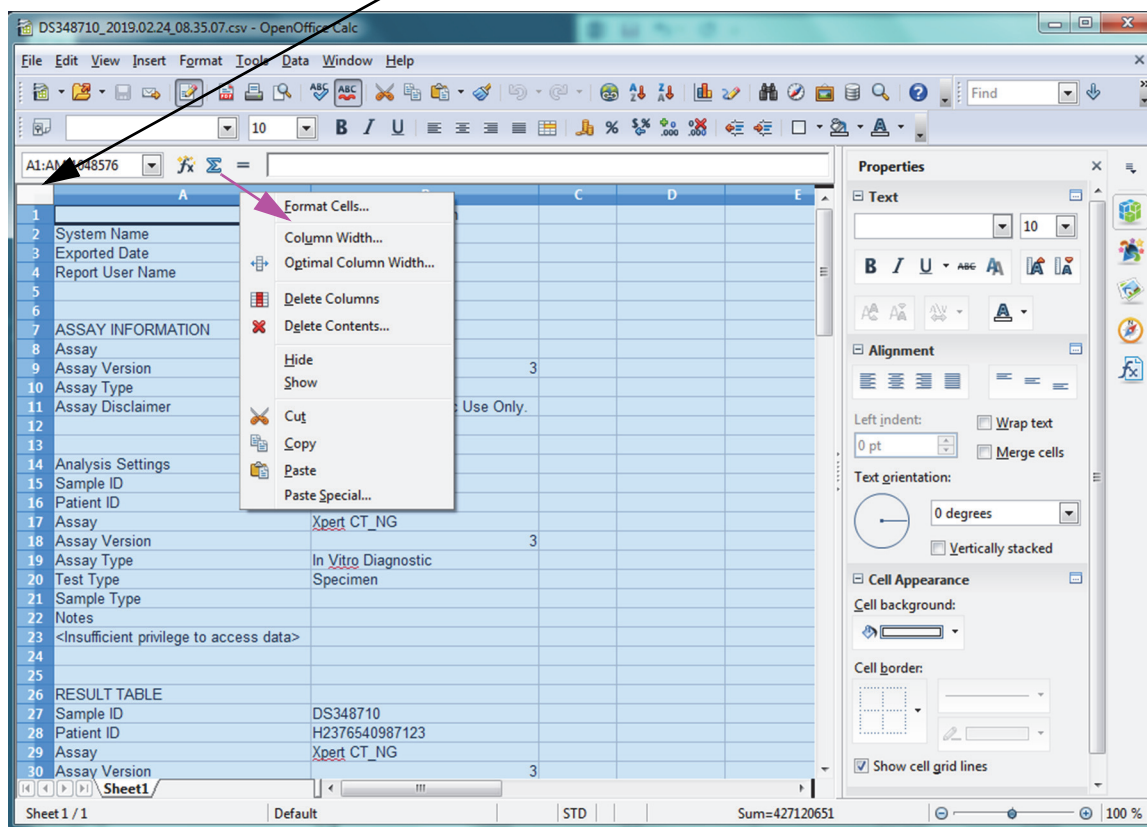 DS348710_2019.02.24_08.35.07.csv - OpenOffice Calc
File Edit View Insert Format Tools Data Window Help
Find
10 B I U
A1:AMJ1048576
A B C D E
1
2 System Name
3 Exported Date
4 Report User Name
5
6
7 ASSAY INFORMATION
8 Assay
9 Assay Version 3
10 Assay Type
11 Assay Disclaimer Use Only.
12
13
14 Analysis Settings
15 Sample ID
16 Patient ID
17 Assay Xpert CT_NG
18 Assay Version 3
19 Assay Type In Vitro Diagnostic
20 Test Type Specimen
21 Sample Type
22 Notes
23 <Insufficient privilege to access data>
24
25
26 RESULT TABLE
27 Sample ID DS348710
28 Patient ID H2376540987123
29 Assay Xpert CT_NG
30 Assay Version 3
Format Cells...
Column Width...
Optimal Column Width...
Delete Columns
Delete Contents...
Hide
Show
Cut
Copy
Paste
Paste Special...
Properties
Text
10
B I U ABC
Alignment
Left indent:
Wrap text
0 pt
Merge cells
Text orientation:
0 degrees
Vertically stacked
Cell Appearance
Cell background:
Cell border:
Show cell grid lines
Sheet1
Sheet 1 / 1 Default STD Sum=427120651 100 %